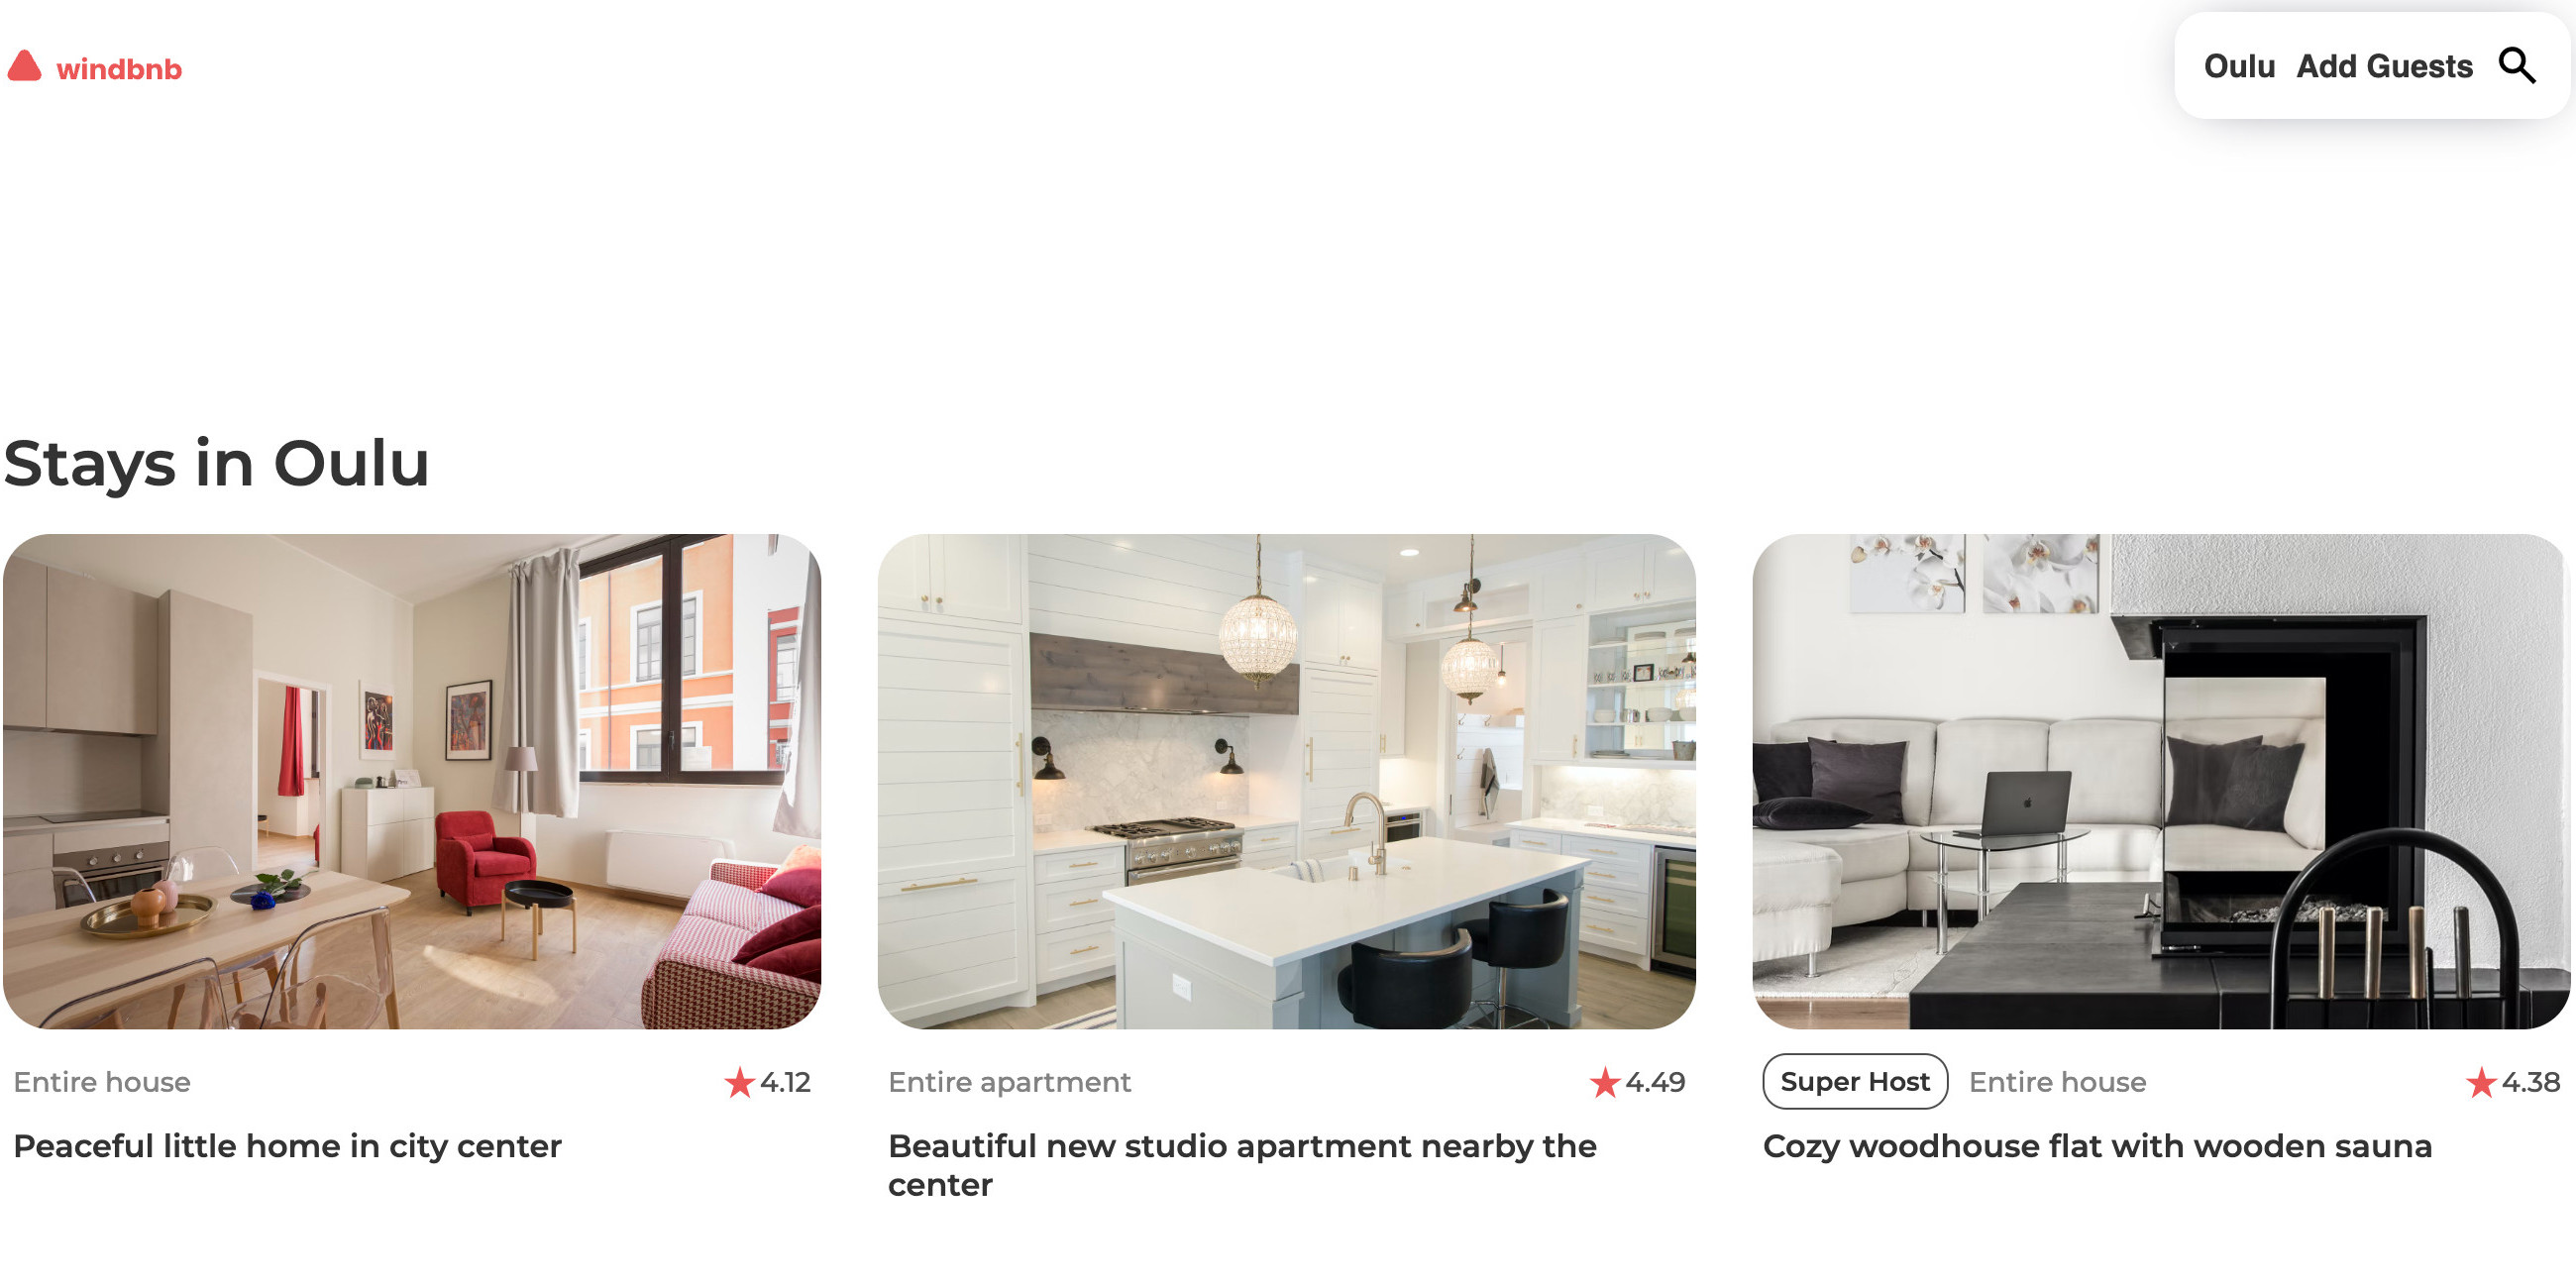 windbnb
Oulu Add Guests
Stays in Oulu
Entire house 4.12
Peaceful little home in city center
Entire apartment 4.49
Beautiful new studio apartment nearby the
center
Super Host Entire house 4.38
Cozy woodhouse flat with wooden sauna